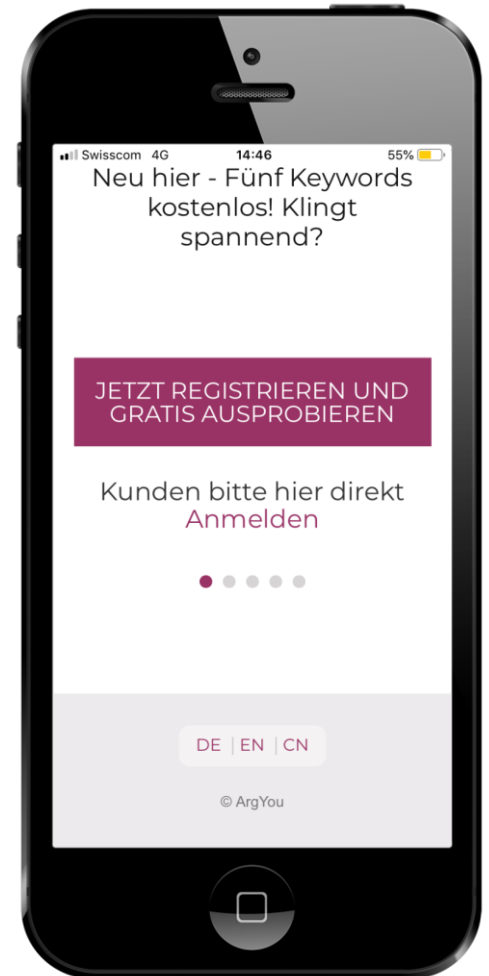 Swisscom 4G 14:46 55%
Neu hier - Fünf Keywords
kostenlos! Klingt
spannend?
JETZT REGISTRIEREN UND
GRATIS AUSPROBIEREN
Kunden bitte hier direkt
Anmelden
DE | EN | CN
© ArgYou